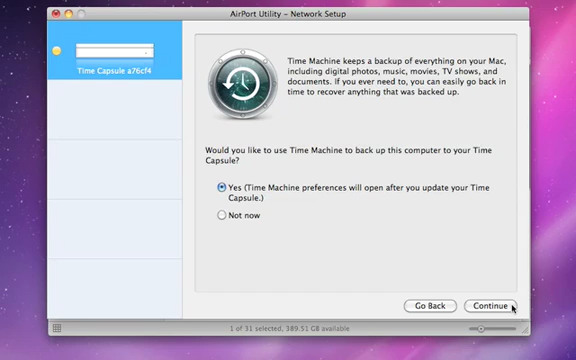 AirPort Utility – Network Setup
Time Capsule a76cf4
Time Machine keeps a backup of everything on your Mac,
including digital photos, music, movies, TV shows, and
documents. If you ever need to, you can easily go back in
time to recover anything that was backed up.
Would you like to use Time Machine to back up this computer to your Time
Capsule?
Yes (Time Machine preferences will open after you update your Time
Capsule.)
Not now
Go Back
Continue
1 of 31 selected, 389.51 GB available